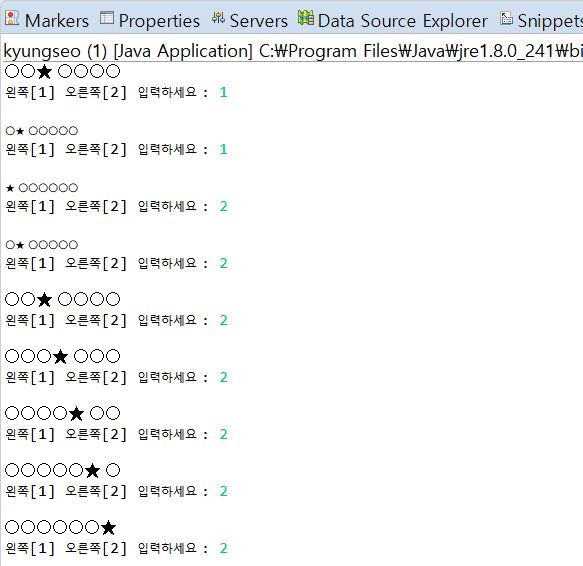 Markers Properties Servers Data Source Explorer Snippets
kyungseo (1) [Java Application] C:₩Program Files₩Java₩jre1.8.0_241₩bi
○○★ ○○○○
왼쪽[1] 오른쪽[2] 입력하세요 : 1
○★ ○○○○○
왼쪽[1] 오른쪽[2] 입력하세요 : 1
★ ○○○○○○
왼쪽[1] 오른쪽[2] 입력하세요 : 2
○★ ○○○○○
왼쪽[1] 오른쪽[2] 입력하세요 : 2
○○★ ○○○○
왼쪽[1] 오른쪽[2] 입력하세요 : 2
○○○★ ○○○
왼쪽[1] 오른쪽[2] 입력하세요 : 2
○○○○★ ○○
왼쪽[1] 오른쪽[2] 입력하세요 : 2
○○○○○★ ○
왼쪽[1] 오른쪽[2] 입력하세요 : 2
○○○○○○★
왼쪽[1] 오른쪽[2] 입력하세요 : 2